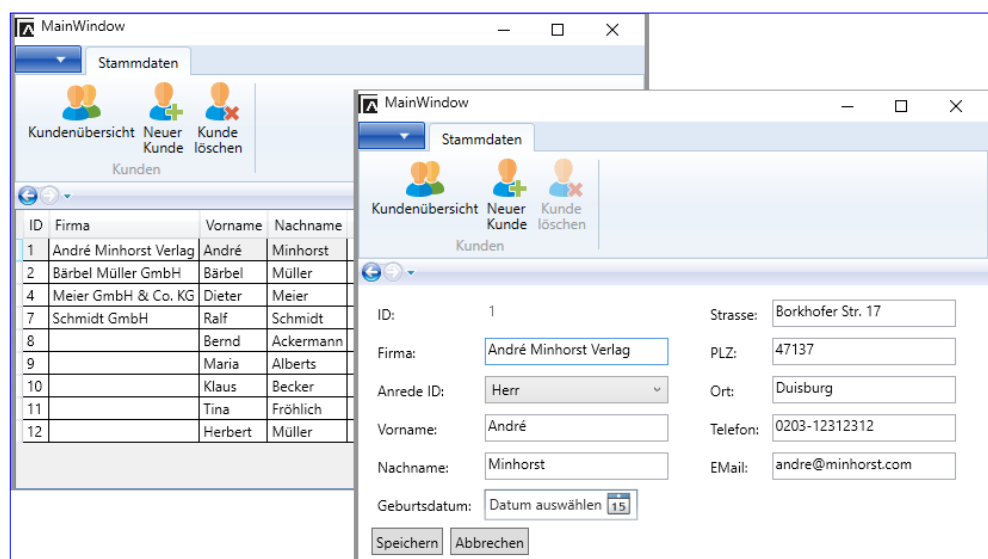 MainWindow
Stammdaten
Kundenübersicht Neuer Kunde
Kunde löschen
Kunden
ID Firma Vorname Nachname
1 André Minhorst Verlag André Minhorst
2 Bärbel Müller GmbH Bärbel Müller
4 Meier GmbH & Co. KG Dieter Meier
7 Schmidt GmbH Ralf Schmidt
8 Bernd Ackermann
9 Maria Alberts
10 Klaus Becker
11 Tina Fröhlich
12 Herbert Müller
MainWindow
Stammdaten
Kundenübersicht Neuer Kunde
Kunde löschen
Kunden
ID: 1 Strasse: Borkhofer Str. 17
Firma: André Minhorst Verlag PLZ: 47137
Anrede ID: Herr Ort: Duisburg
Vorname: André Telefon: 0203-12312312
Nachname: Minhorst EMail: andre@minhorst.com
Geburtsdatum: Datum auswählen 15
Speichern Abbrechen